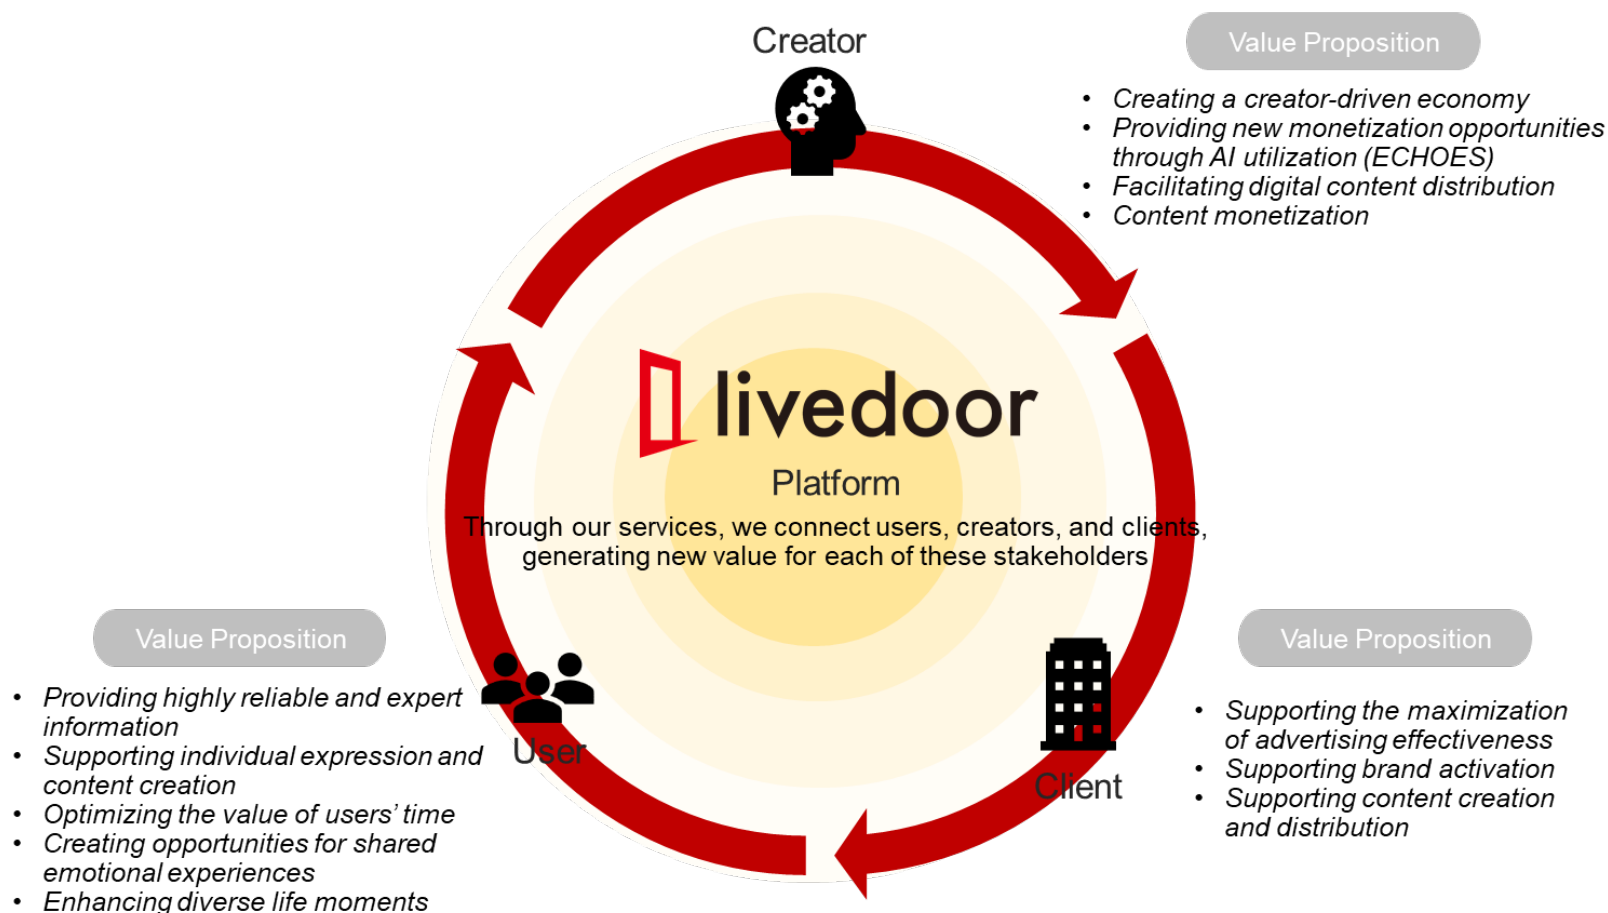 Creator
Value Proposition
• Creating a creator-driven economy
• Providing new monetization opportunities
through AI utilization (ECHOES)
• Facilitating digital content distribution
• Content monetization
livedoor
Platform
Through our services, we connect users, creators, and clients,
generating new value for each of these stakeholders
Value Proposition
• Providing highly reliable and expert
information
• Supporting individual expression and
content creation
• Optimizing the value of users’ time
• Creating opportunities for shared
emotional experiences
• Enhancing diverse life moments
User
Client
Value Proposition
• Supporting the maximization
of advertising effectiveness
• Supporting brand activation
• Supporting content creation
and distribution